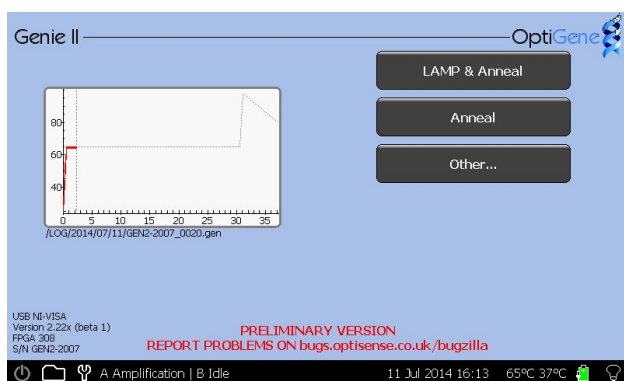 Genie II
OptiGene
LAMP & Anneal
Anneal
Other...
80
60
40
0 5 10 15 20 25 30 35
/LOG/2014/07/11/GEN2-2007_0020.gen
USB NI-VISA
Version 2.22x (beta 1)
FPGA 308
S/N GEN2-2007
PRELIMINARY VERSION
REPORT PROBLEMS ON bugs.optisense.co.uk/bugzilla
A Amplification | B Idle
11 Jul 2014 16:13 65°C 37°C